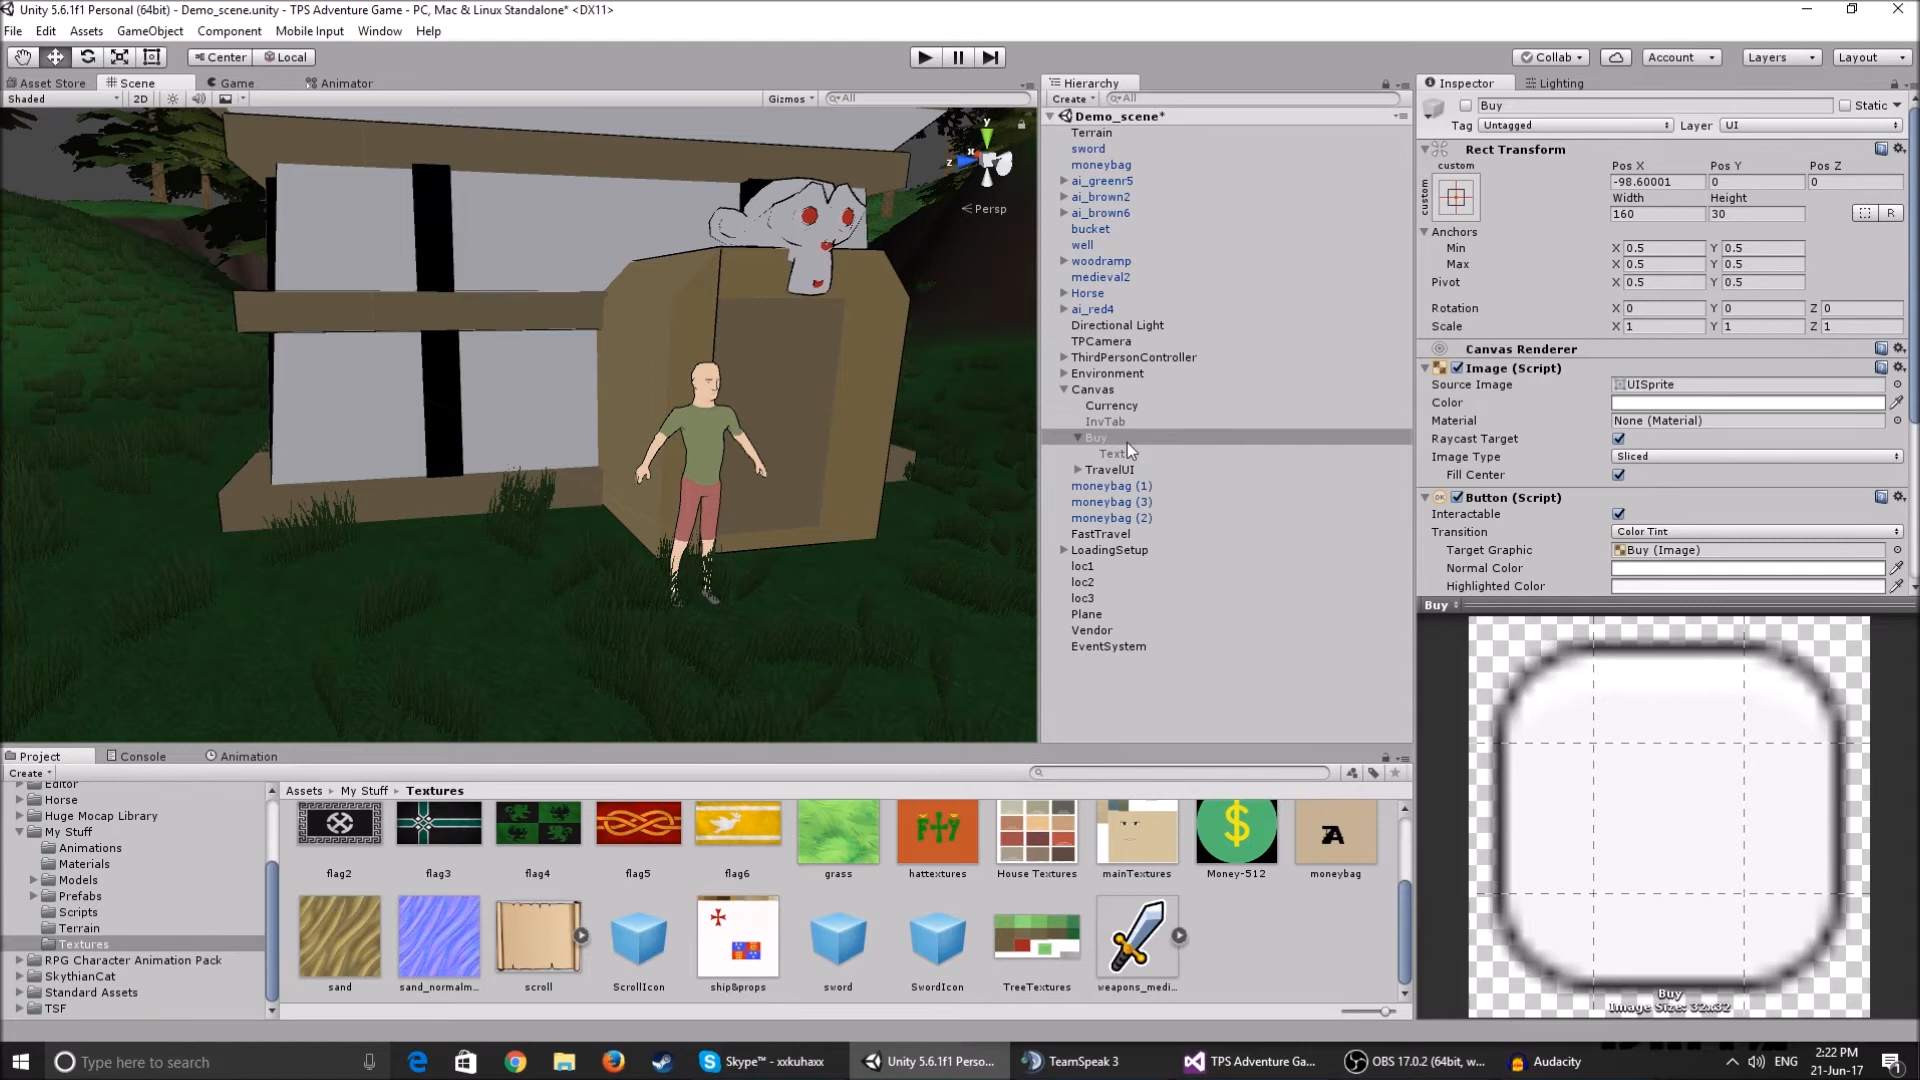 Unity 5.6.1f1 Personal (64bit) - Demo_scene.unity - TPS Adventure Game - PC, Mac & Linux Standalone* <DX11>
File Edit Assets GameObject Component Mobile Input Window Help
Center Local Collab Account Layers Layout
Asset Store Scene Game Animator
Shaded 2D Gizmos All
y
x
z
Persp
Hierarchy
Create All
Demo_scene*
Terrain
sword
moneybag
ai_greenr5
ai_brown2
ai_brown6
bucket
well
woodramp
medieval2
Horse
ai_red4
Directional Light
TPCamera
ThirdPersonController
Environment
Canvas
Currency
InvTab
Buy
Text
TravelUI
moneybag (1)
moneybag (3)
moneybag (2)
FastTravel
LoadingSetup
loc1
loc2
loc3
Plane
Vendor
EventSystem
Inspector Lighting
Buy Static
Tag Untagged Layer UI
Rect Transform
custom Pos X Pos Y Pos Z
custom -98.60001 0 0
Width Height
160 30 R
Anchors
Min X 0.5 Y 0.5
Max X 0.5 Y 0.5
Pivot X 0.5 Y 0.5
Rotation X 0 Y 0 Z 0
Scale X 1 Y 1 Z 1
Canvas Renderer
Image (Script)
Source Image UISprite
Color
Material None (Material)
Raycast Target
Image Type Sliced
Fill Center
Button (Script)
Interactable
Transition Color Tint
Target Graphic Buy (Image)
Normal Color
Highlighted Color
Buy
Buy
Image Size: 32x32
Project Console Animation
Create
Editor
Horse
Huge Mocap Library
My Stuff
Animations
Materials
Models
Prefabs
Scripts
Terrain
Textures
RPG Character Animation Pack
SkythianCat
Standard Assets
TSF
Assets My Stuff Textures
flag2 flag3 flag4 flag5 flag6 grass hattextures House Textures mainTextures Money-512 moneybag
sand sand_normalm... scroll ScrollIcon ship&props sword SwordIcon TreeTextures weapons_medi...
Type here to search Skype™ - xxkuhaxx Unity 5.6.1f1 Perso... TeamSpeak 3 TPS Adventure Ga... OBS 17.0.2 (64bit, w... Audacity ENG 2:22 PM
21-Jun-17